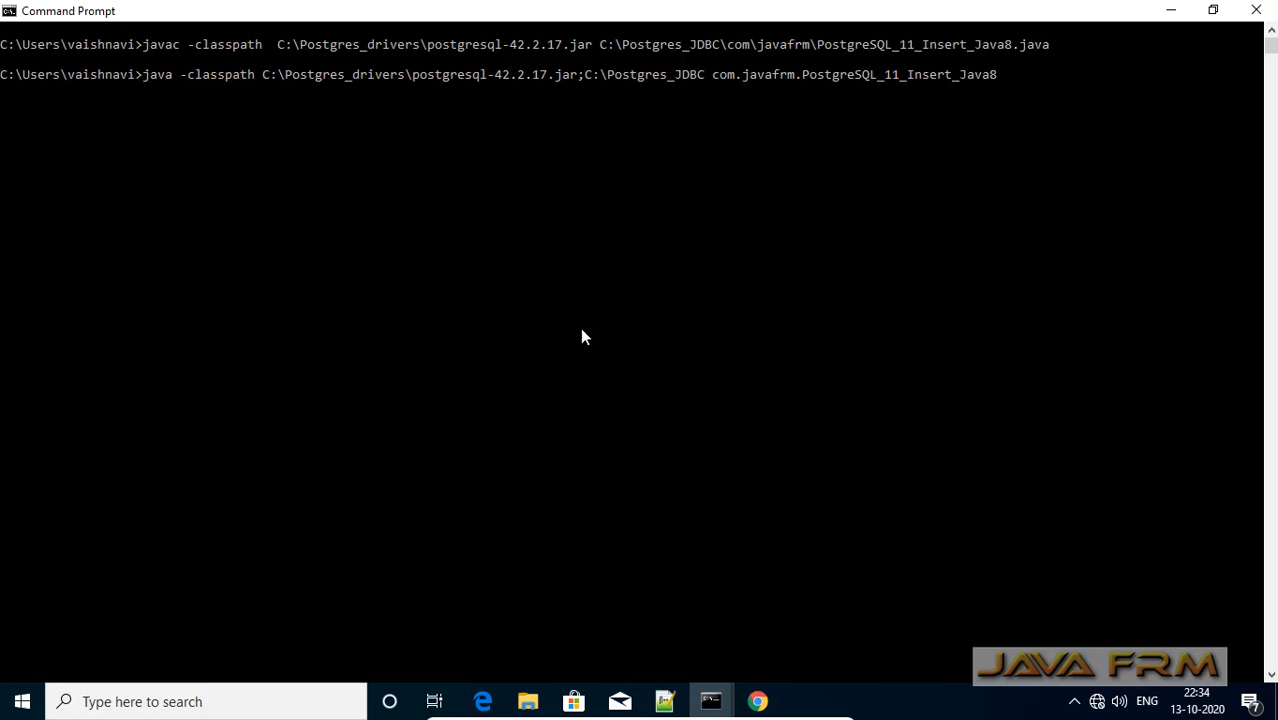 Command Prompt
C:\Users\vaishnavi>javac -classpath  C:\Postgres_drivers\postgresql-42.2.17.jar C:\Postgres_JDBC\com\javafrm\PostgreSQL_11_Insert_Java8.java
C:\Users\vaishnavi>java -classpath C:\Postgres_drivers\postgresql-42.2.17.jar;C:\Postgres_JDBC com.javafrm.PostgreSQL_11_Insert_Java8
JAVA FRM
Type here to search
ENG
22:34
13-10-2020
7